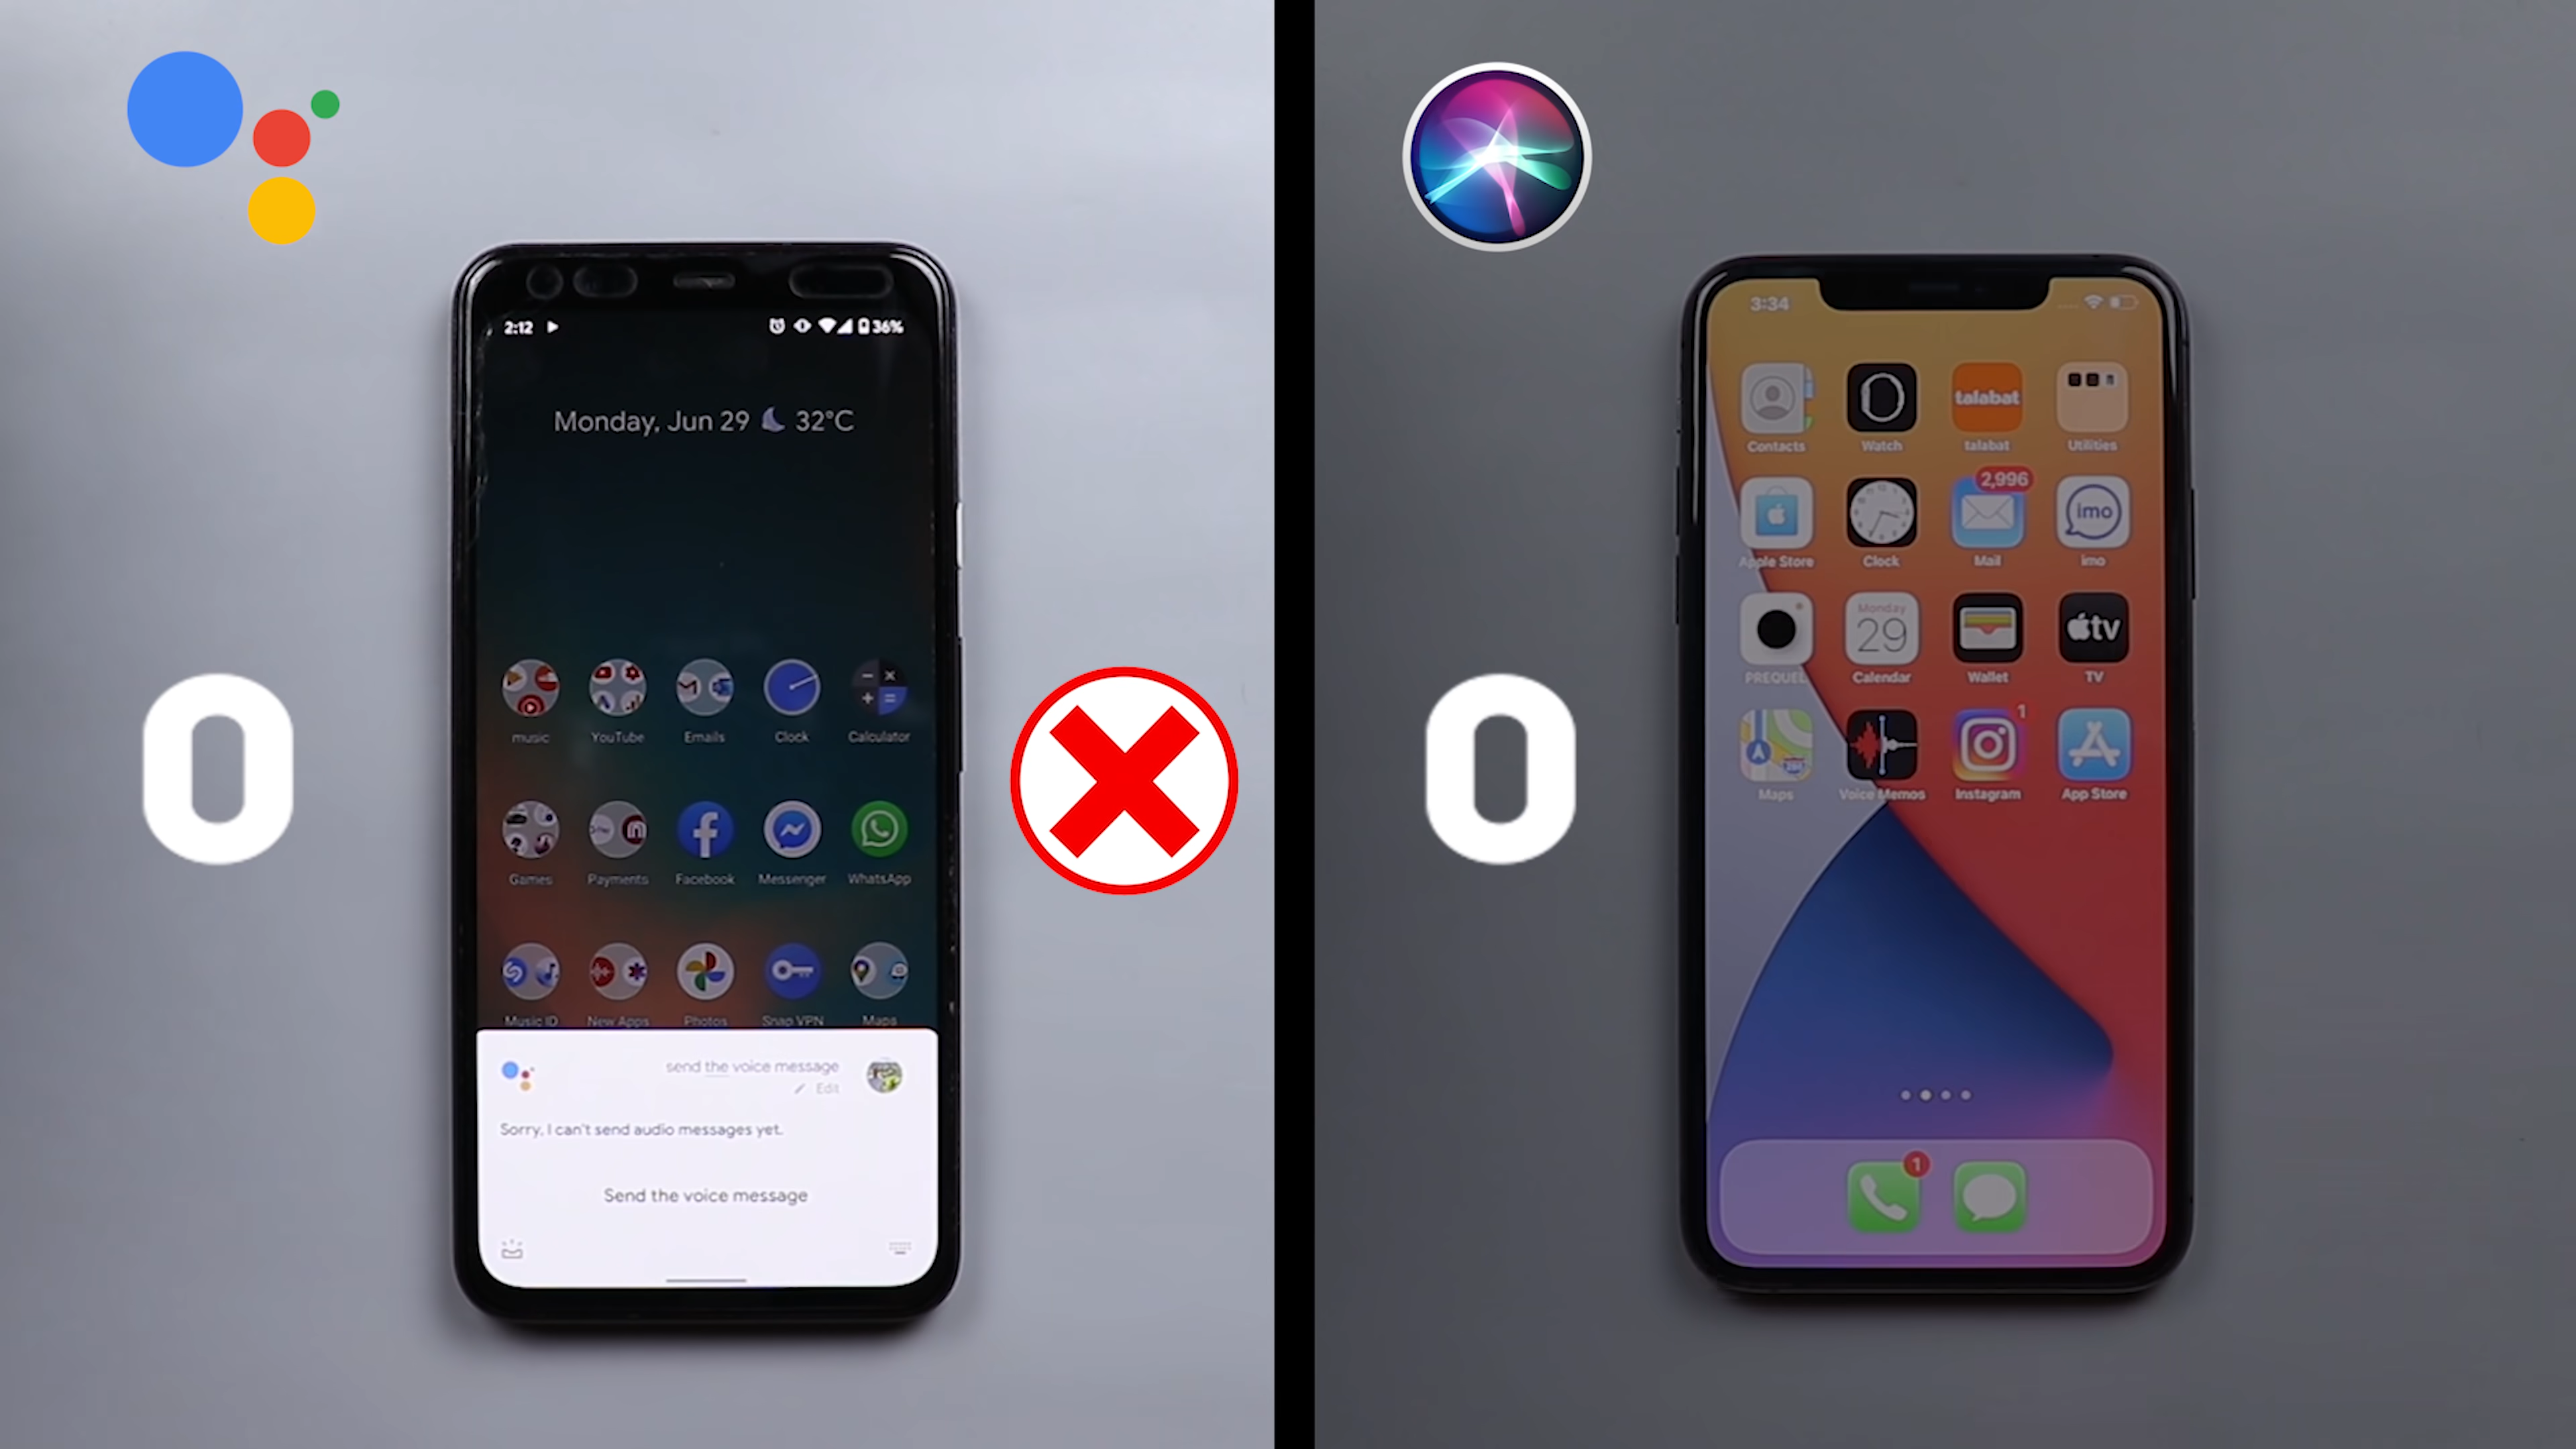 2:12
36%
Monday, Jun 29 32°C
music YouTube Emails Clock Calculator
Games Payments Facebook Messenger WhatsApp
Music ID New Apps Photos Snap VPN Maps
send the voice message
Edit
Sorry, I can't send audio messages yet.
Send the voice message
0
0
3:34
talabat
Contacts Watch talabat Utilities
2,996
imo
Apple Store Clock Mail imo
Monday
29
tv
PREQUEL Calendar Wallet TV
1
Maps Voice Memos Instagram App Store
1